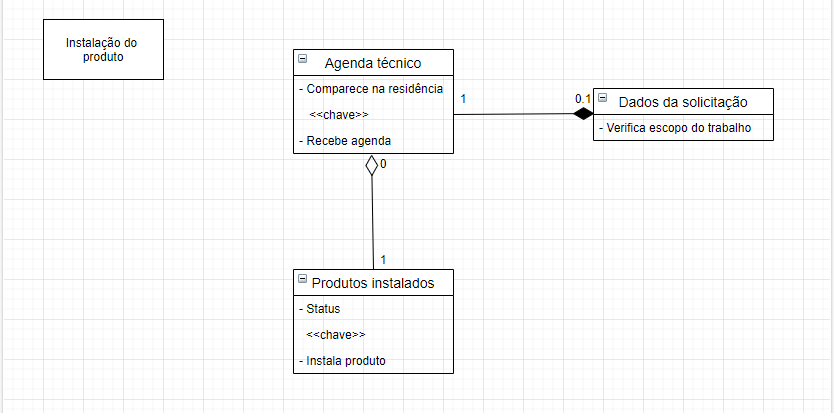 Instalação do
produto
Agenda técnico
- Comparece na residência
<<chave>>
- Recebe agenda
1
0.1
Dados da solicitação
- Verifica escopo do trabalho
0
1
Produtos instalados
- Status
<<chave>>
- Instala produto